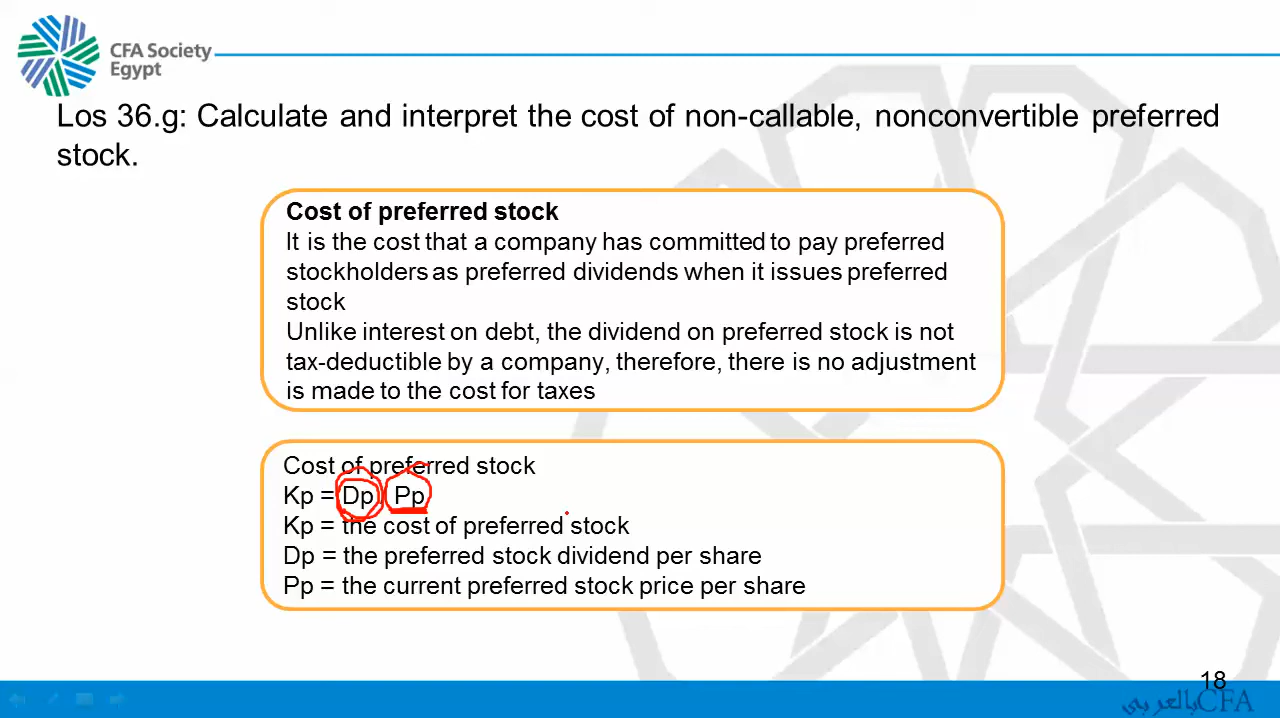 CFA Society
Egypt
Los 36.g: Calculate and interpret the cost of non-callable, nonconvertible preferred
stock.
Cost of preferred stock
It is the cost that a company has committed to pay preferred
stockholders as preferred dividends when it issues preferred
stock
Unlike interest on debt, the dividend on preferred stock is not
tax-deductible by a company, therefore, there is no adjustment
is made to the cost for taxes
Cost of preferred stock
Kp = Dp Pp
Kp = the cost of preferred stock
Dp = the preferred stock dividend per share
Pp = the current preferred stock price per share
18
CFA بالعربي